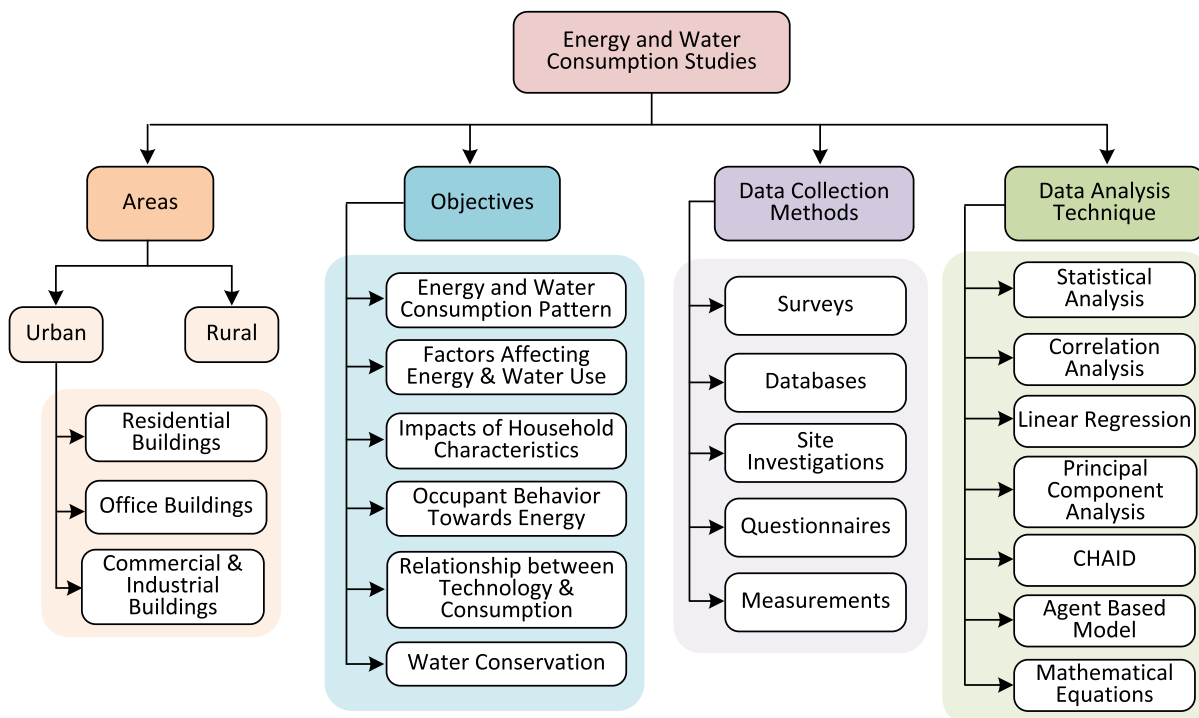 Energy and Water
Consumption Studies
Areas
Objectives
Data Collection
Methods
Data Analysis
Technique
Urban
Rural
Residential
Buildings
Office Buildings
Commercial &
Industrial
Buildings
Energy and Water
Consumption Pattern
Factors Affecting
Energy & Water Use
Impacts of Household
Characteristics
Occupant Behavior
Towards Energy
Relationship between
Technology &
Consumption
Water Conservation
Surveys
Databases
Site
Investigations
Questionnaires
Measurements
Statistical
Analysis
Correlation
Analysis
Linear Regression
Principal
Component
Analysis
CHAID
Agent Based
Model
Mathematical
Equations